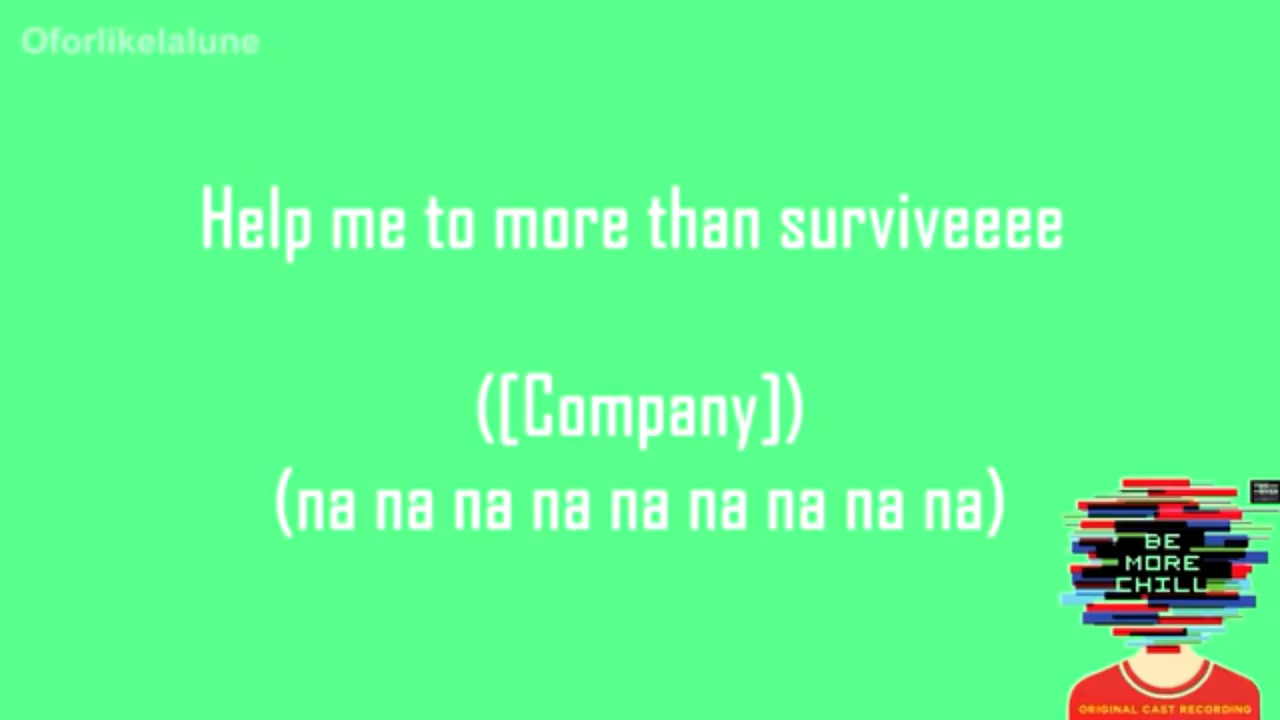 Oforlikelalune
Help me to more than surviveeee
([Company])
(na na na na na na na na na)
BE
MORE
CHILL
ORIGINAL CAST RECORDING